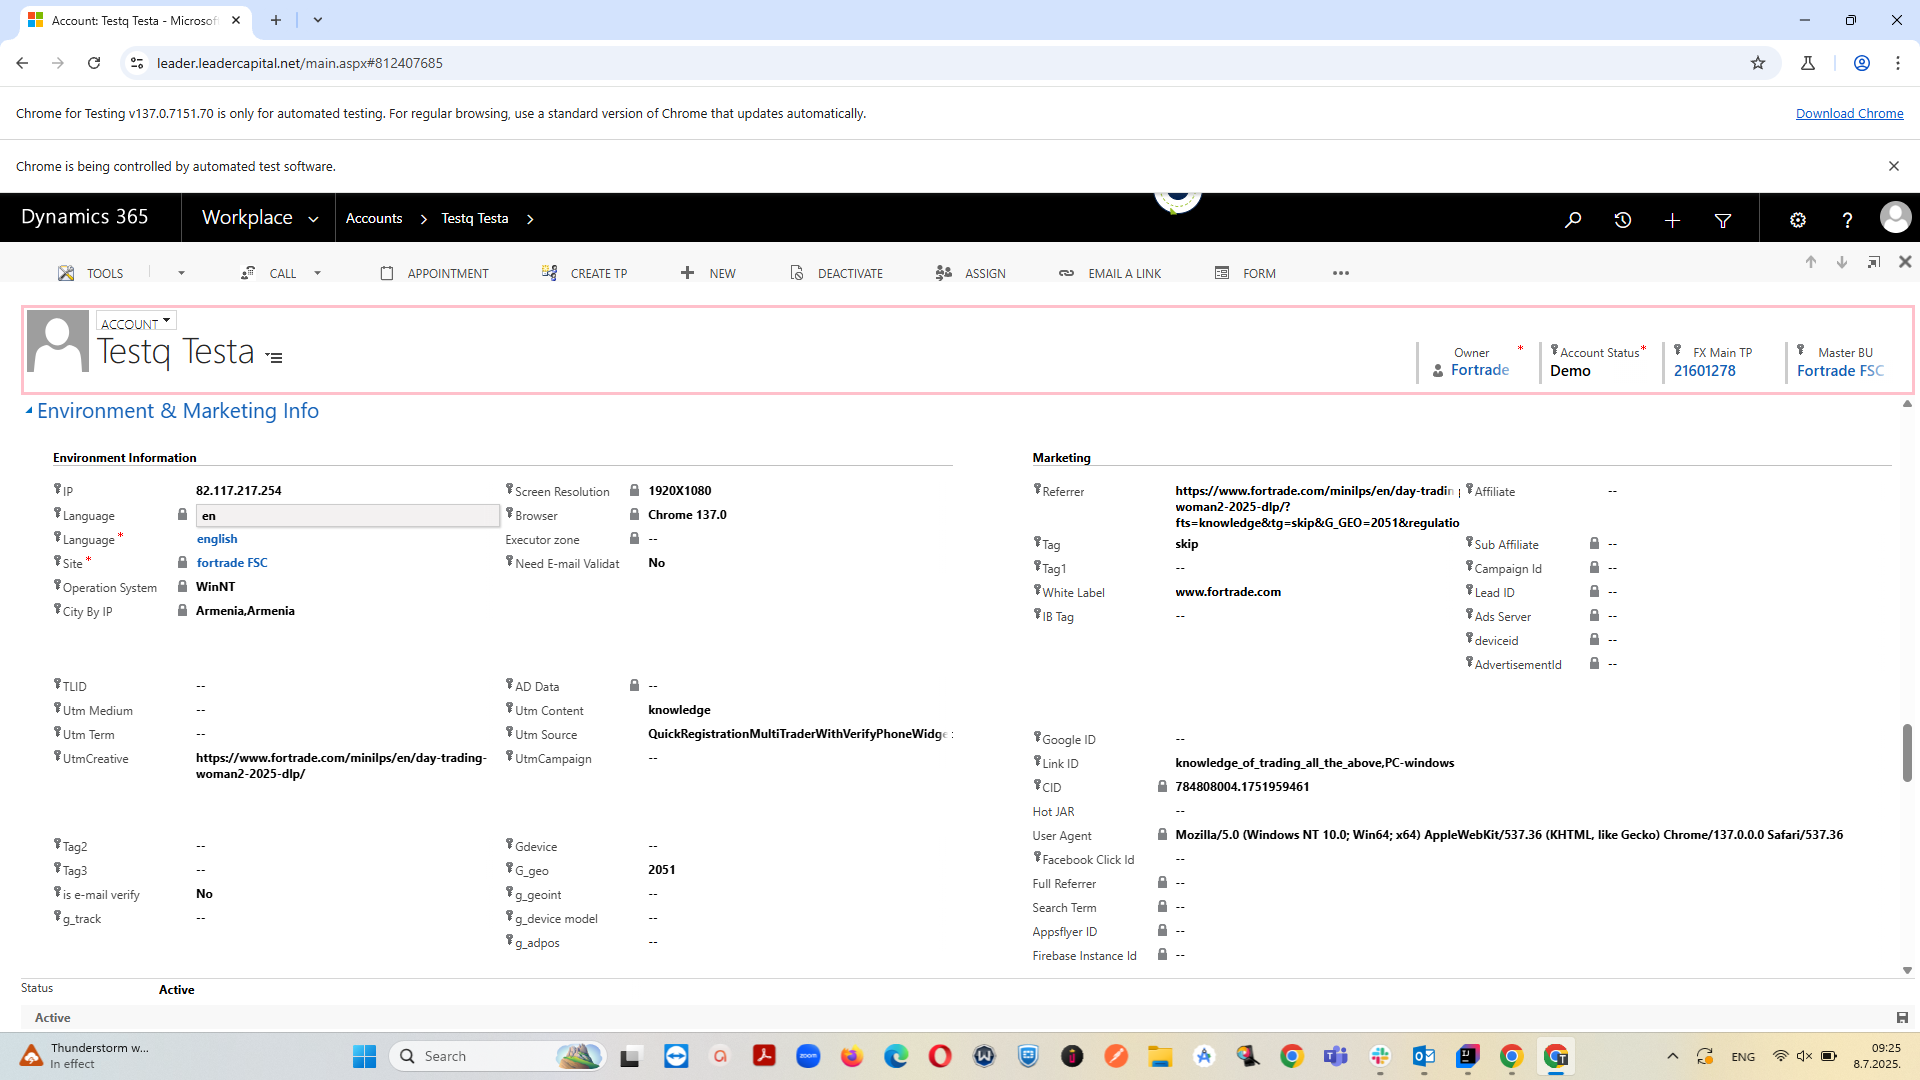 Account: Testq Testa - Microsof
leader.leadercapital.net/main.aspx#812407685
Chrome for Testing v137.0.7151.70 is only for automated testing. For regular browsing, use a standard version of Chrome that updates automatically.
Download Chrome
Chrome is being controlled by automated test software.
Dynamics 365
Workplace
Accounts
Testq Testa
TOOLS
CALL
APPOINTMENT
CREATE TP
NEW
DEACTIVATE
ASSIGN
EMAIL A LINK
FORM
ACCOUNT
Testq Testa
Owner *
Fortrade
Account Status *
Demo
FX Main TP
21601278
Master BU
Fortrade FSC
Environment & Marketing Info
Environment Information
IP 82.117.217.254
Language en
Language * english
Site * fortrade FSC
Operation System WinNT
City By IP Armenia,Armenia
Screen Resolution 1920X1080
Browser Chrome 137.0
Executor zone --
Need E-mail Validat No
TLID --
Utm Medium --
Utm Term --
UtmCreative https://www.fortrade.com/minilps/en/day-trading-
woman2-2025-dlp/
AD Data --
Utm Content knowledge
Utm Source QuickRegistrationMultiTraderWithVerifyPhoneWidge
UtmCampaign --
Tag2 --
Tag3 --
is e-mail verify No
g_track --
Gdevice --
G_geo 2051
g_geoint --
g_device model --
g_adpos --
Marketing
Referrer https://www.fortrade.com/minilps/en/day-tradin
woman2-2025-dlp/?
fts=knowledge&tg=skip&G_GEO=2051&regulatio
Tag skip
Tag1 --
White Label www.fortrade.com
IB Tag --
Affiliate --
Sub Affiliate --
Campaign Id --
Lead ID --
Ads Server --
deviceid --
AdvertisementId --
Google ID --
Link ID knowledge_of_trading_all_the_above,PC-windows
CID 784808004.1751959461
Hot JAR --
User Agent Mozilla/5.0 (Windows NT 10.0; Win64; x64) AppleWebKit/537.36 (KHTML, like Gecko) Chrome/137.0.0.0 Safari/537.36
Facebook Click Id --
Full Referrer --
Search Term --
Appsflyer ID --
Firebase Instance Id --
Status Active
Active
Thunderstorm w...
In effect
Search
ENG
09:25
8.7.2025.